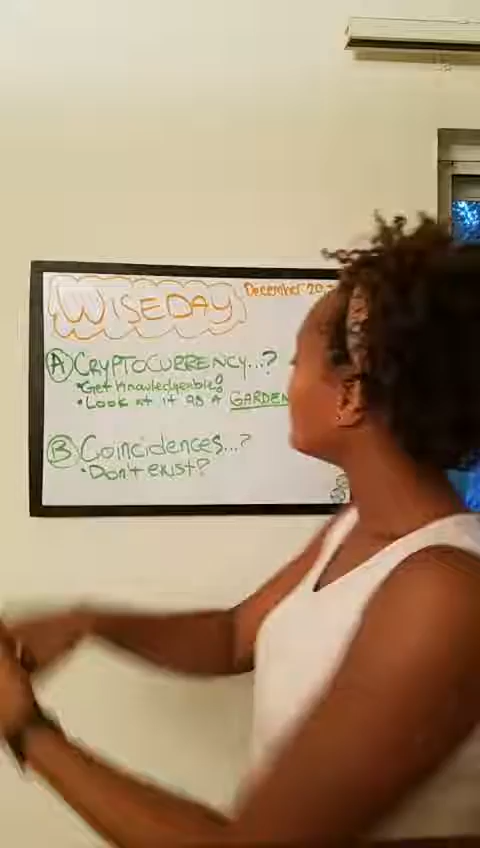 WISEDAY
December 20
A CRYPTOCURRENCY...?
• Get Knowledgeable!
• Look at it as a GARDEN
B Coincidences...?
• Don't exist?